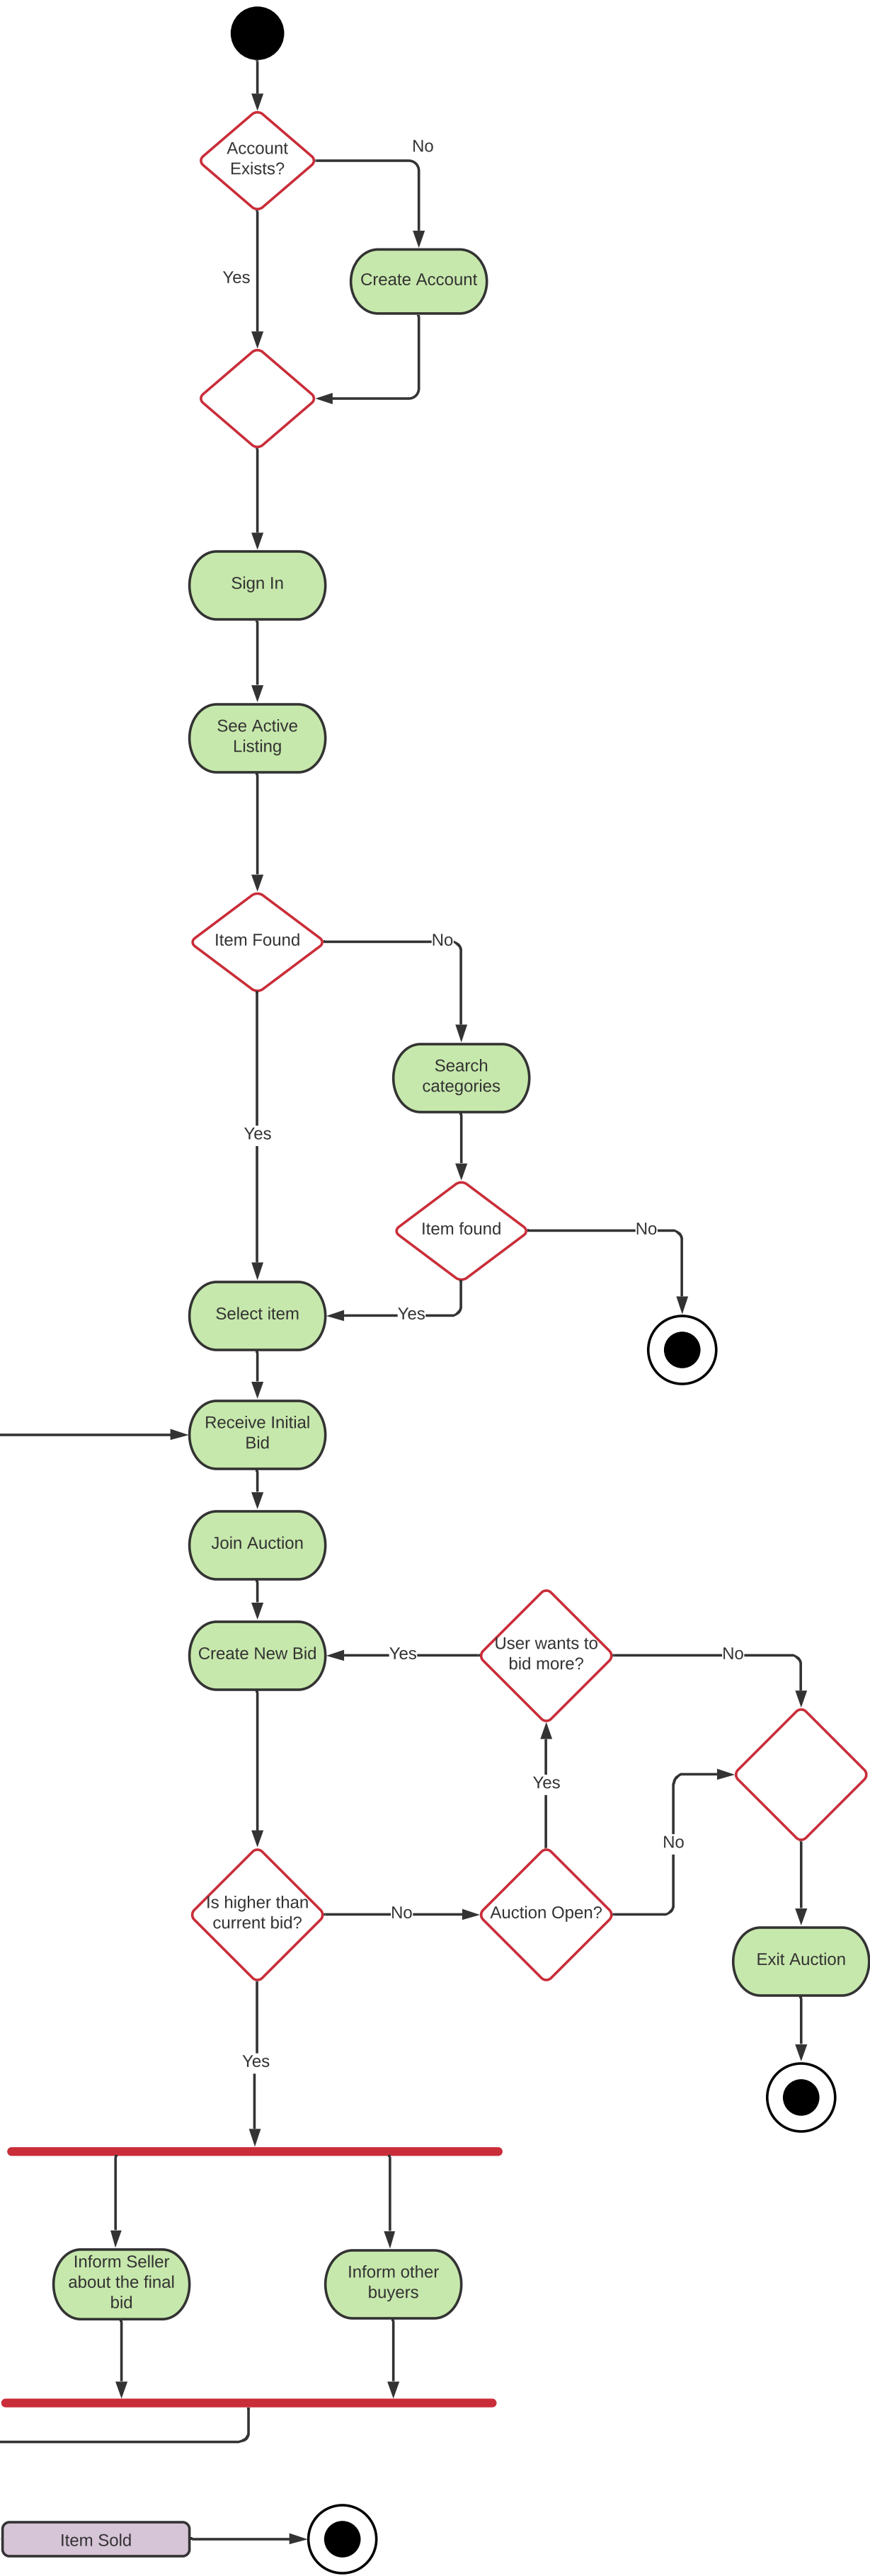 Account
Exists?
No
Yes
Create Account
Sign In
See Active
Listing
Item Found
No
Search
categories
Yes
Item found
No
Select item
Yes
Receive Initial
Bid
Join Auction
Create New Bid
Yes
User wants to
bid more?
No
Yes
No
Is higher than
current bid?
No
Auction Open?
Exit Auction
Yes
Inform Seller
about the final
bid
Inform other
buyers
Item Sold